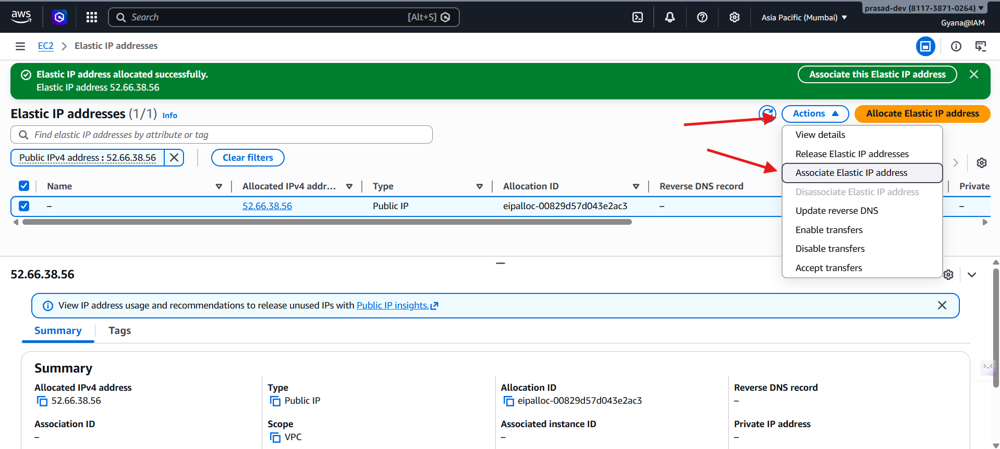 aws
Search
[Alt+S]
Asia Pacific (Mumbai)
prasad-dev (8117-3871-0264)
Gyana@IAM
EC2
Elastic IP addresses
Elastic IP address allocated successfully.
Elastic IP address 52.66.38.56
Associate this Elastic IP address
Elastic IP addresses (1/1) Info
Actions
Allocate Elastic IP address
Find elastic IP addresses by attribute or tag
Public IPv4 address : 52.66.38.56
Clear filters
View details
Release Elastic IP addresses
Associate Elastic IP address
Disassociate Elastic IP address
Update reverse DNS
Enable transfers
Disable transfers
Accept transfers
Name
Allocated IPv4 addr...
Type
Allocation ID
Reverse DNS record
Private
–
52.66.38.56
Public IP
eipalloc-00829d57d043e2ac3
–
–
52.66.38.56
View IP address usage and recommendations to release unused IPs with Public IP insights.
Summary
Tags
Summary
Allocated IPv4 address
52.66.38.56
Type
Public IP
Allocation ID
eipalloc-00829d57d043e2ac3
Reverse DNS record
–
Association ID
–
Scope
VPC
Associated instance ID
–
Private IP address
–